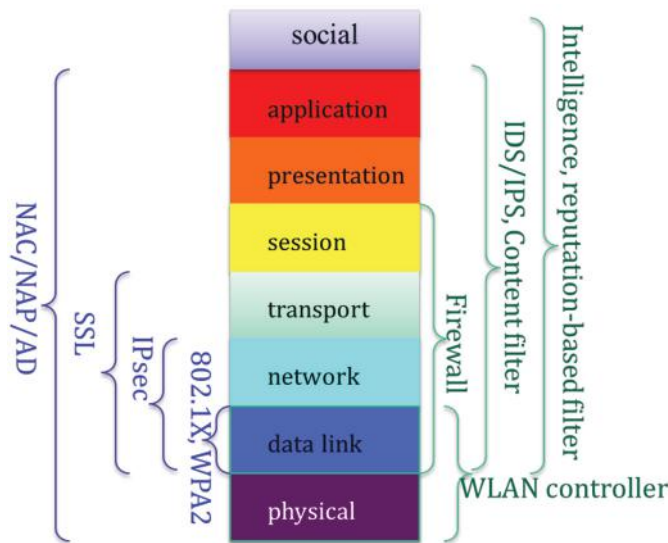 social
application
presentation
session
transport
network
data link
physical
NAC/NAP/AD
SSL
IPsec
802.1X, WPA2
Firewall
IDS/IPS, Content filter
Intelligence, reputation-based filter
WLAN controller